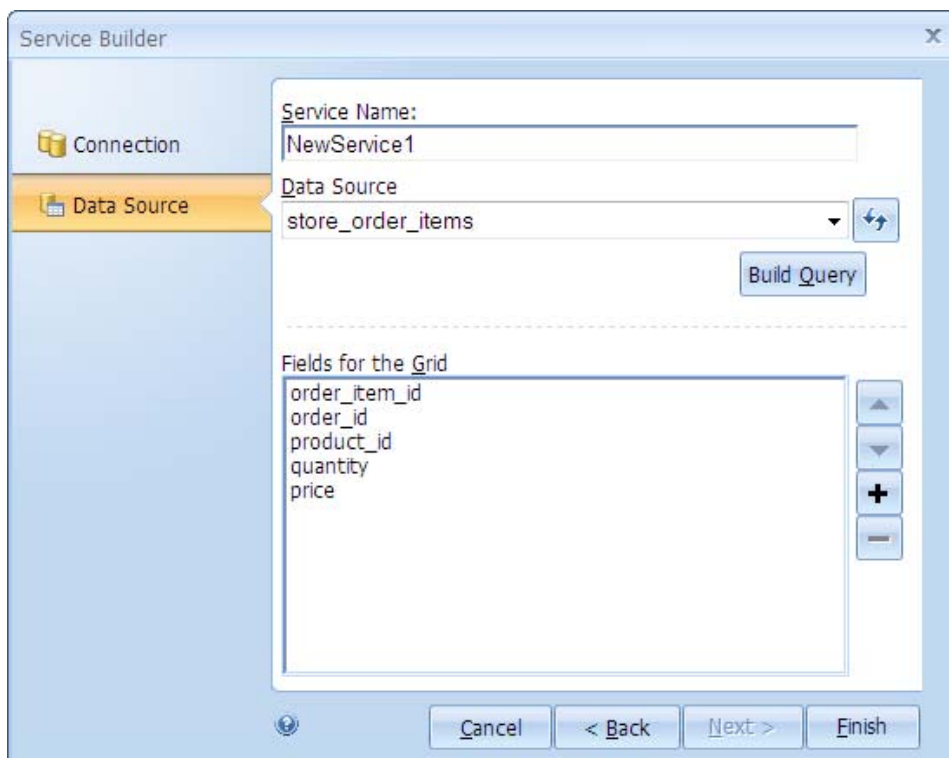 Service Builder
Connection
Data Source
Service Name:
NewService1
Data Source
store_order_items
Build Query
Fields for the Grid
order_item_id
order_id
product_id
quantity
price
Cancel
< Back
Next >
Finish